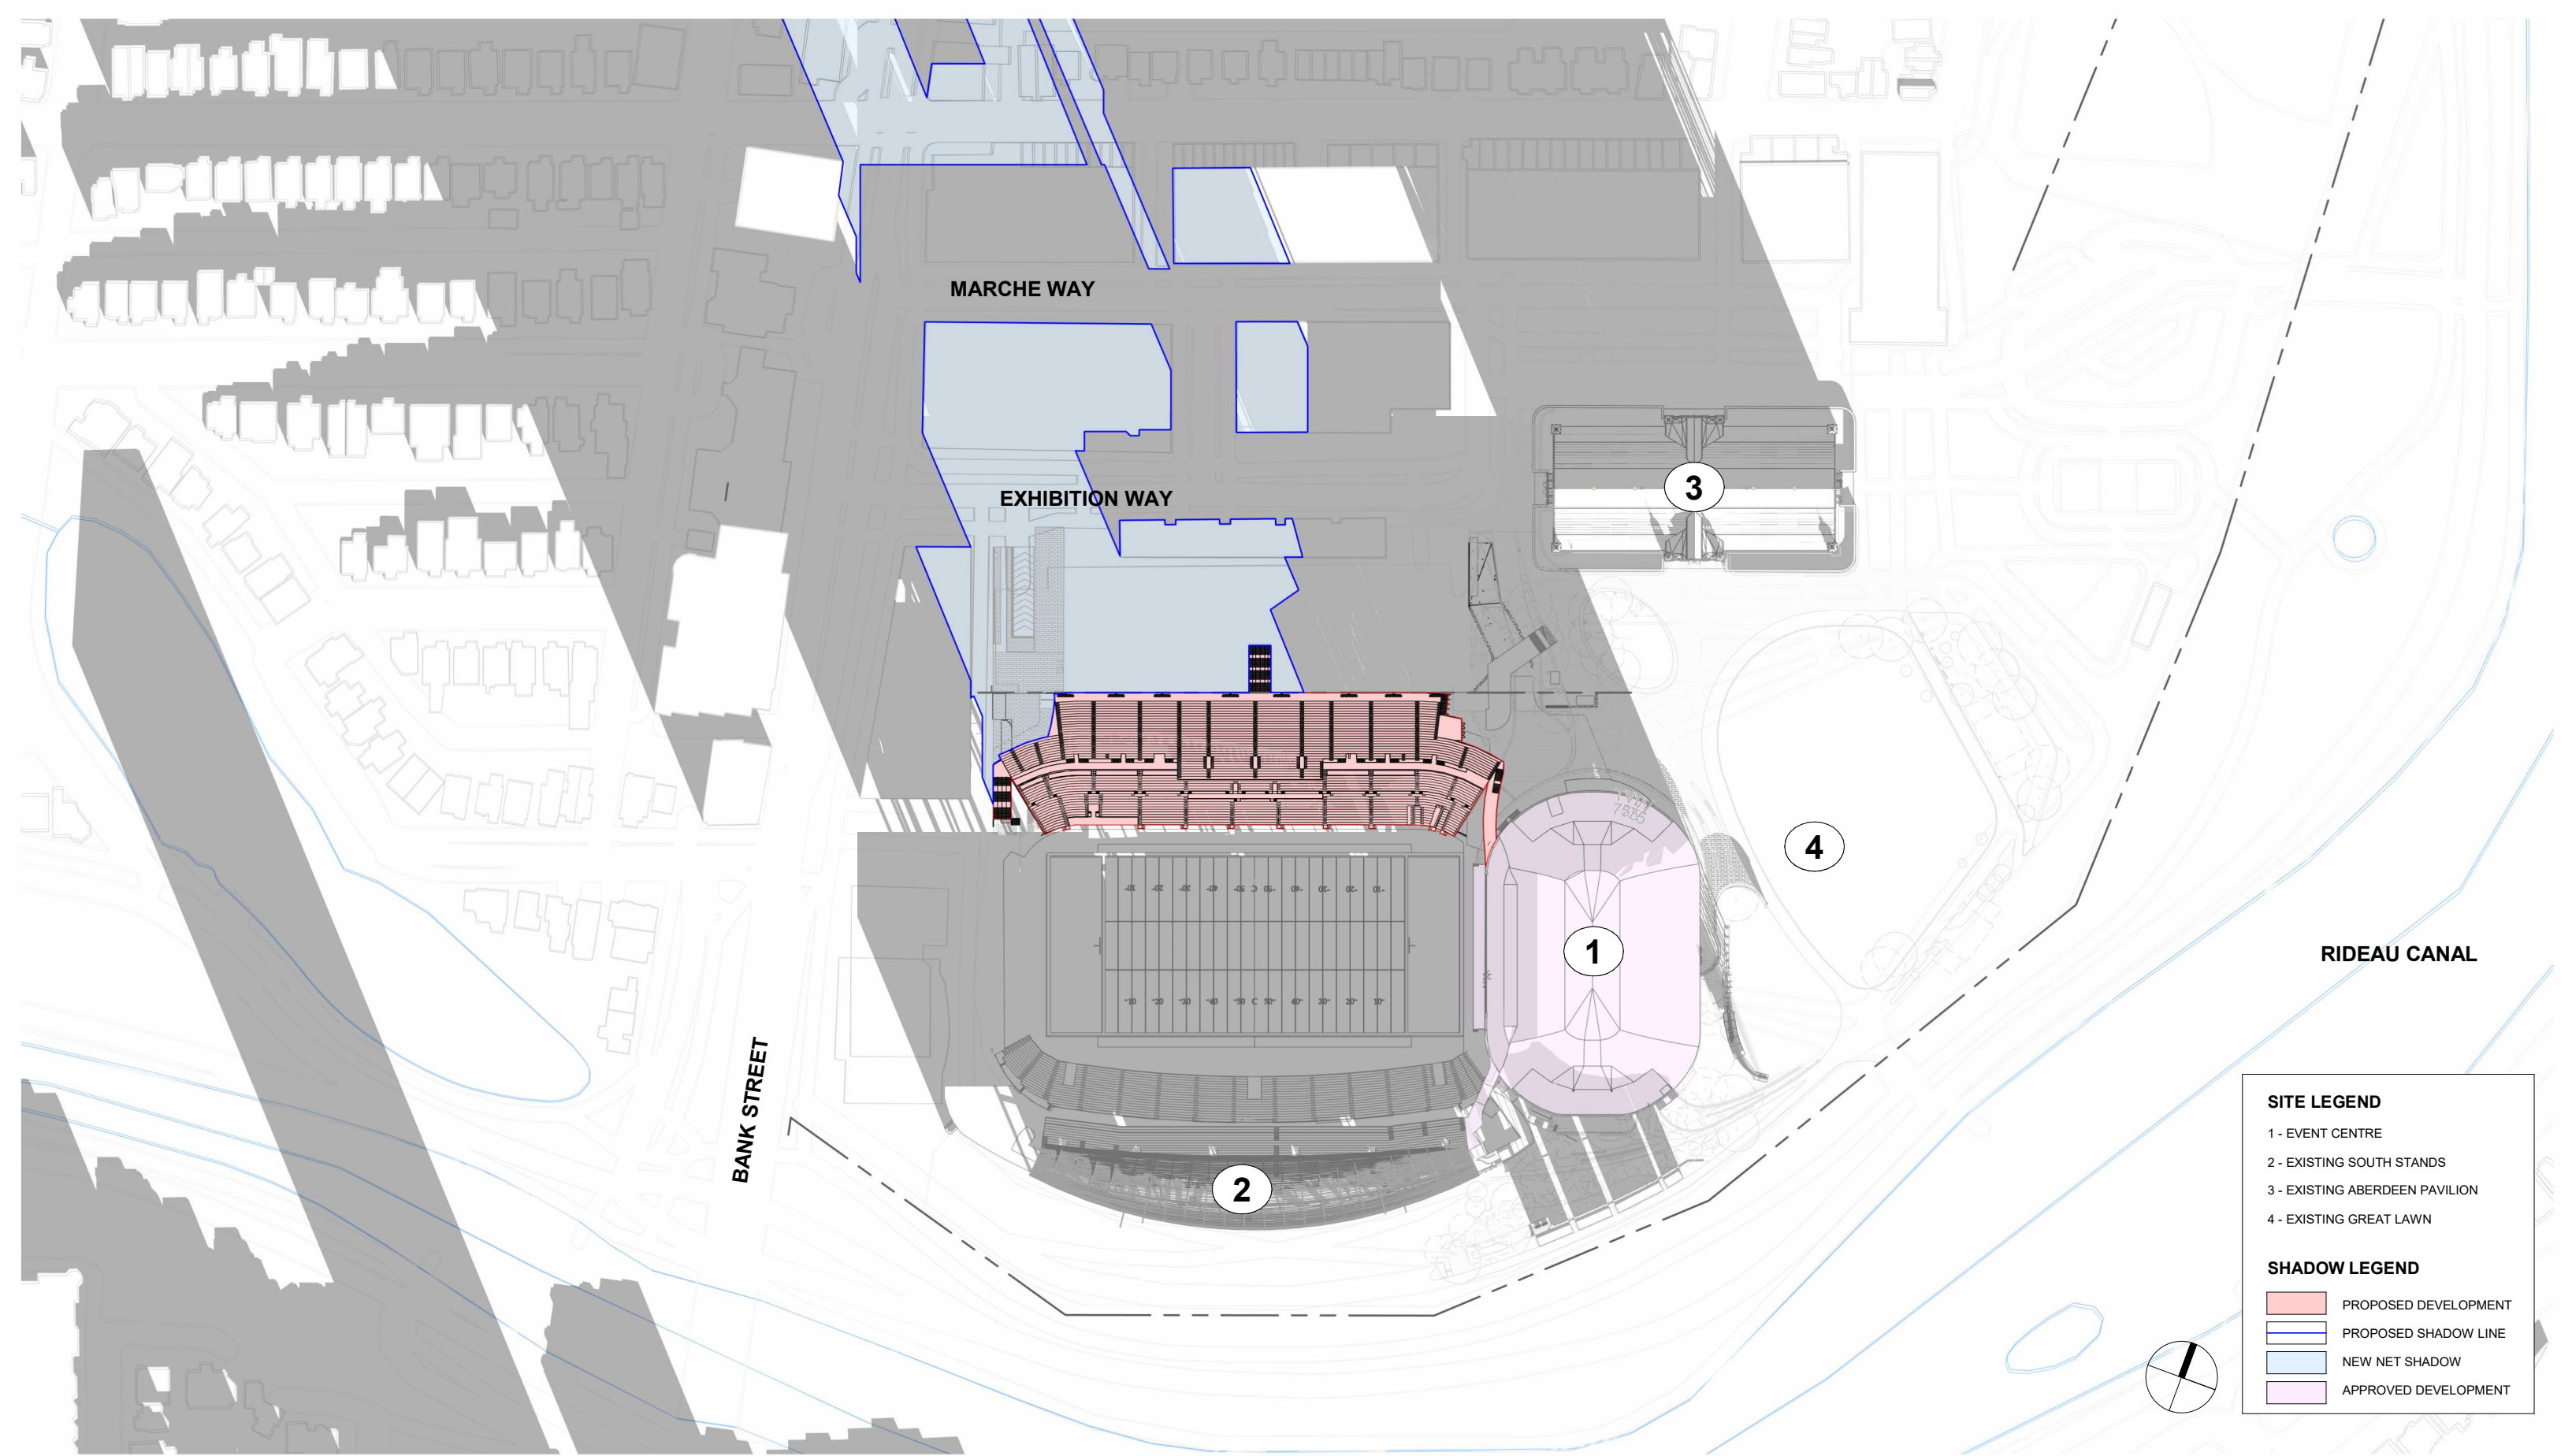 MARCHE WAY
EXHIBITION WAY
3
4
1
RIDEAU CANAL
BANK STREET
2
SITE LEGEND
1 - EVENT CENTRE
2 - EXISTING SOUTH STANDS
3 - EXISTING ABERDEEN PAVILION
4 - EXISTING GREAT LAWN
SHADOW LEGEND
PROPOSED DEVELOPMENT
PROPOSED SHADOW LINE
NEW NET SHADOW
APPROVED DEVELOPMENT